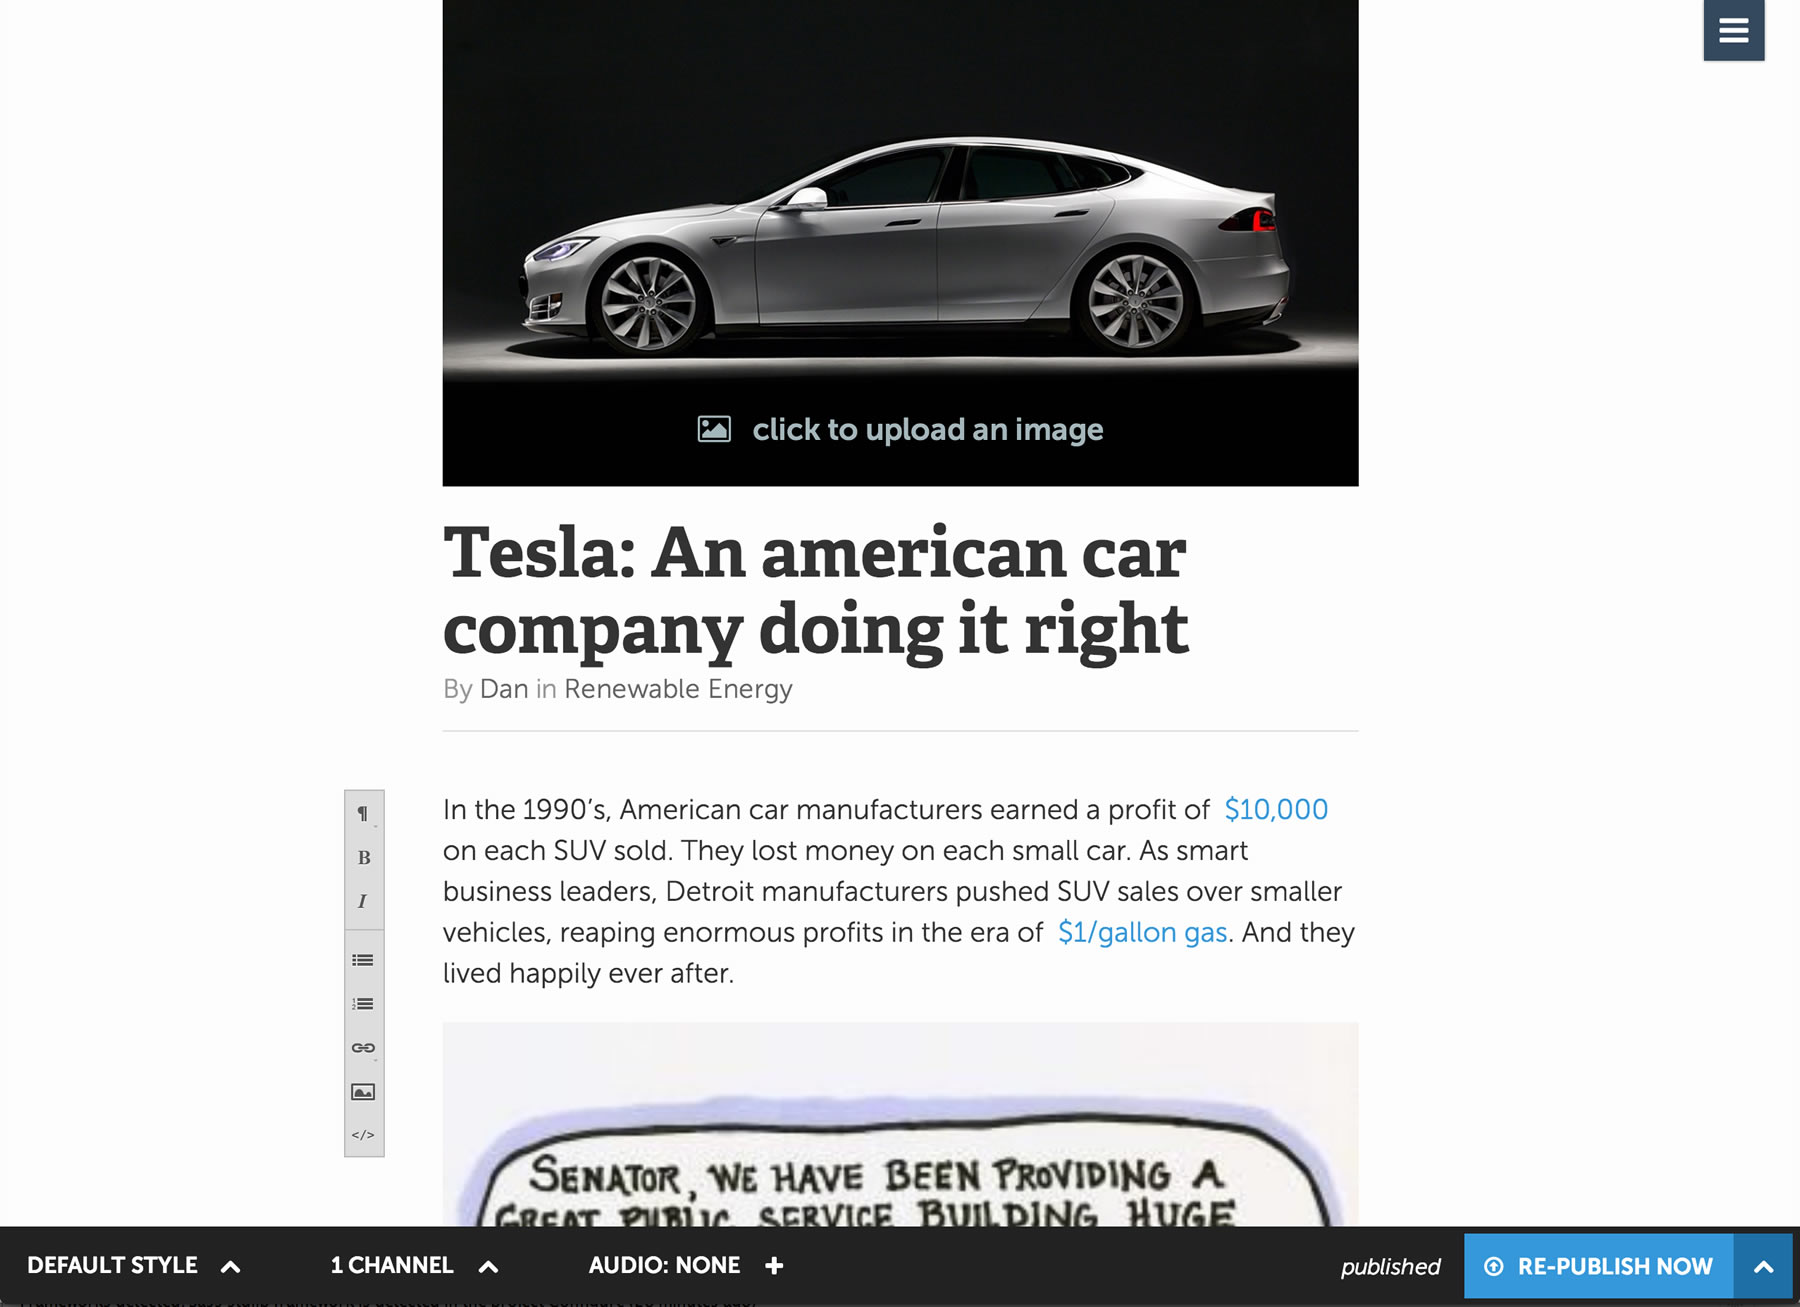 click to upload an image
Tesla: An american car
company doing it right
By Dan in Renewable Energy
In the 1990's, American car manufacturers earned a profit of $10,000
on each SUV sold. They lost money on each small car. As smart
business leaders, Detroit manufacturers pushed SUV sales over smaller
vehicles, reaping enormous profits in the era of $1/gallon gas. And they
lived happily ever after.
¶
B
I
</>
SENATOR, WE HAVE BEEN PROVIDING A
GREAT PUBLIC SERVICE BUILDING HUGE
DEFAULT STYLE
1 CHANNEL
AUDIO: NONE +
published
RE-PUBLISH NOW